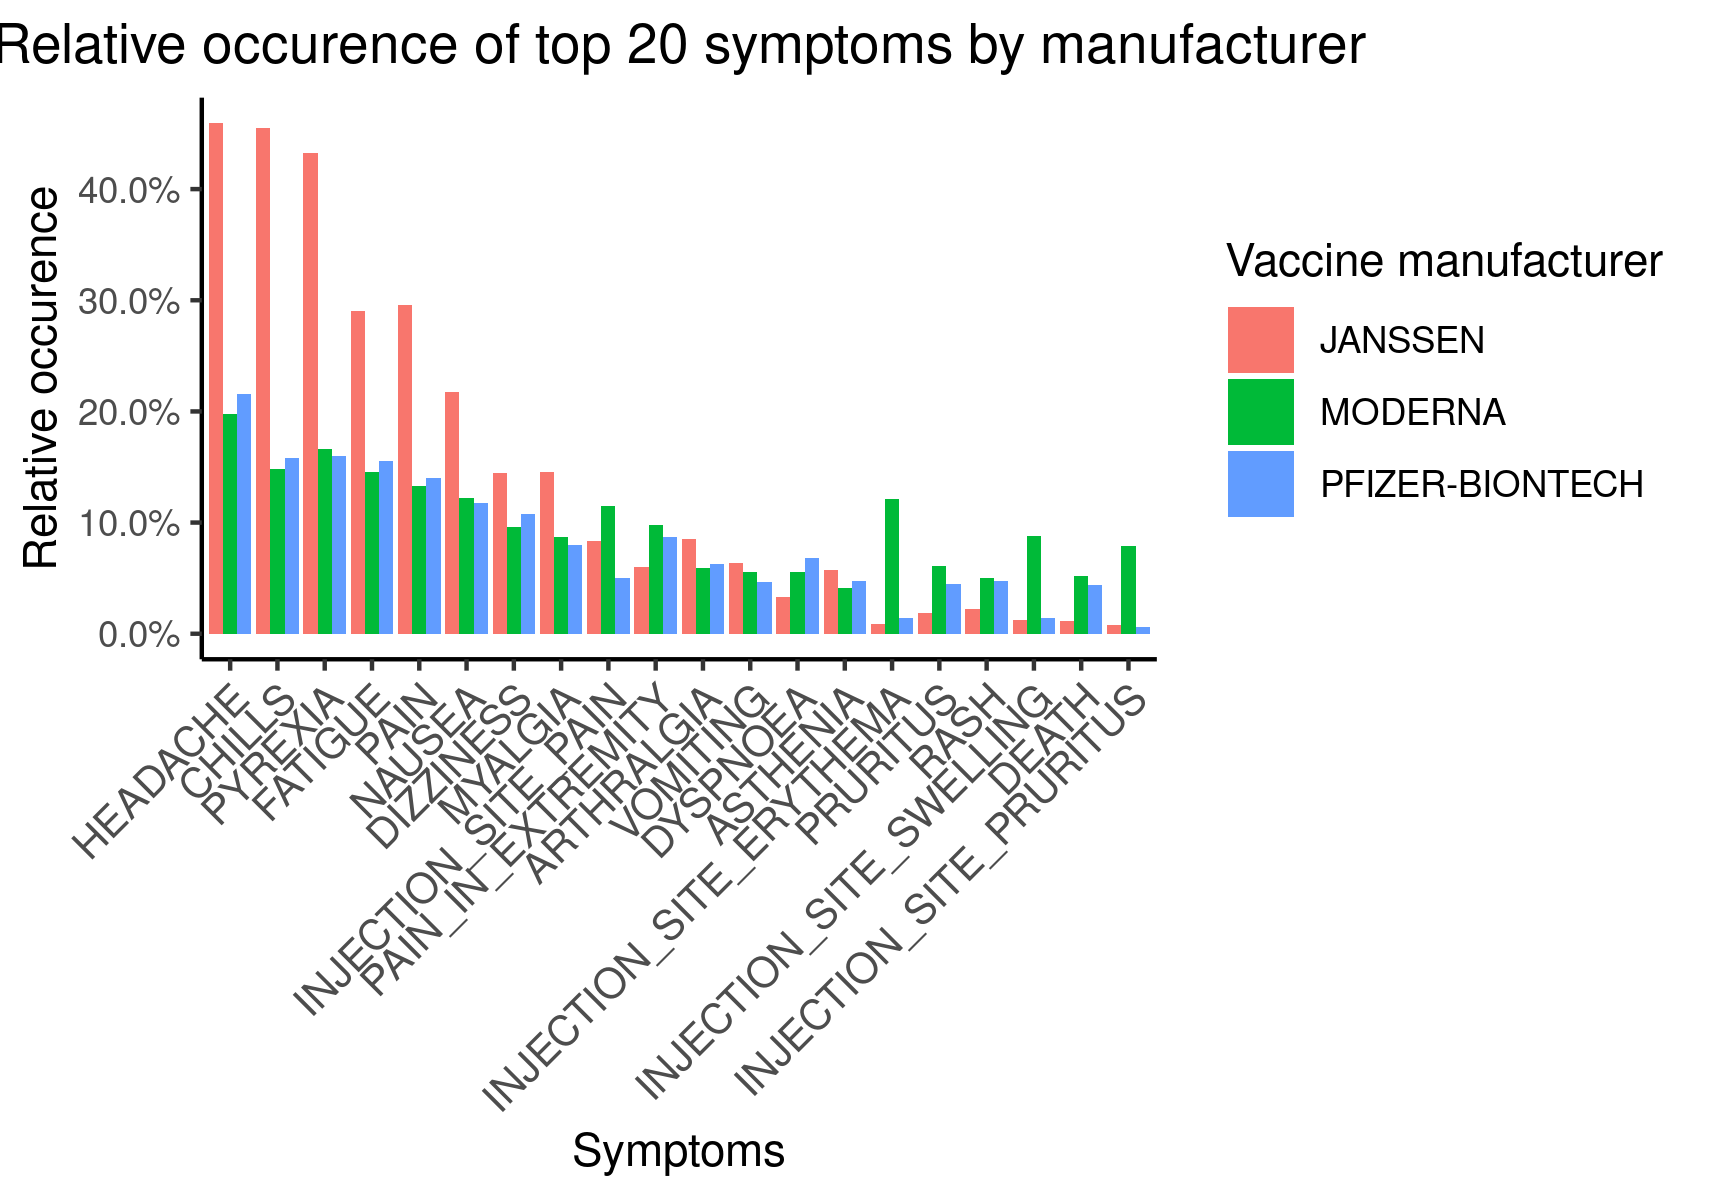 Relative occurence of top 20 symptoms by manufacturer
Relative occurence
40.0%
30.0%
20.0%
10.0%
0.0%
HEADACHE
CHILLS
PYREXIA
FATIGUE
PAIN
NAUSEA
DIZZINESS
MYALGIA
INJECTION_SITE_PAIN
PAIN_IN_EXTREMITY
ARTHRALGIA
VOMITING
DYSPNOEA
ASTHENIA
INJECTION_SITE_ERYTHEMA
PRURITUS
RASH
INJECTION_SITE_SWELLING
DEATH
INJECTION_SITE_PRURITUS
Symptoms
Vaccine manufacturer
JANSSEN
MODERNA
PFIZER-BIONTECH